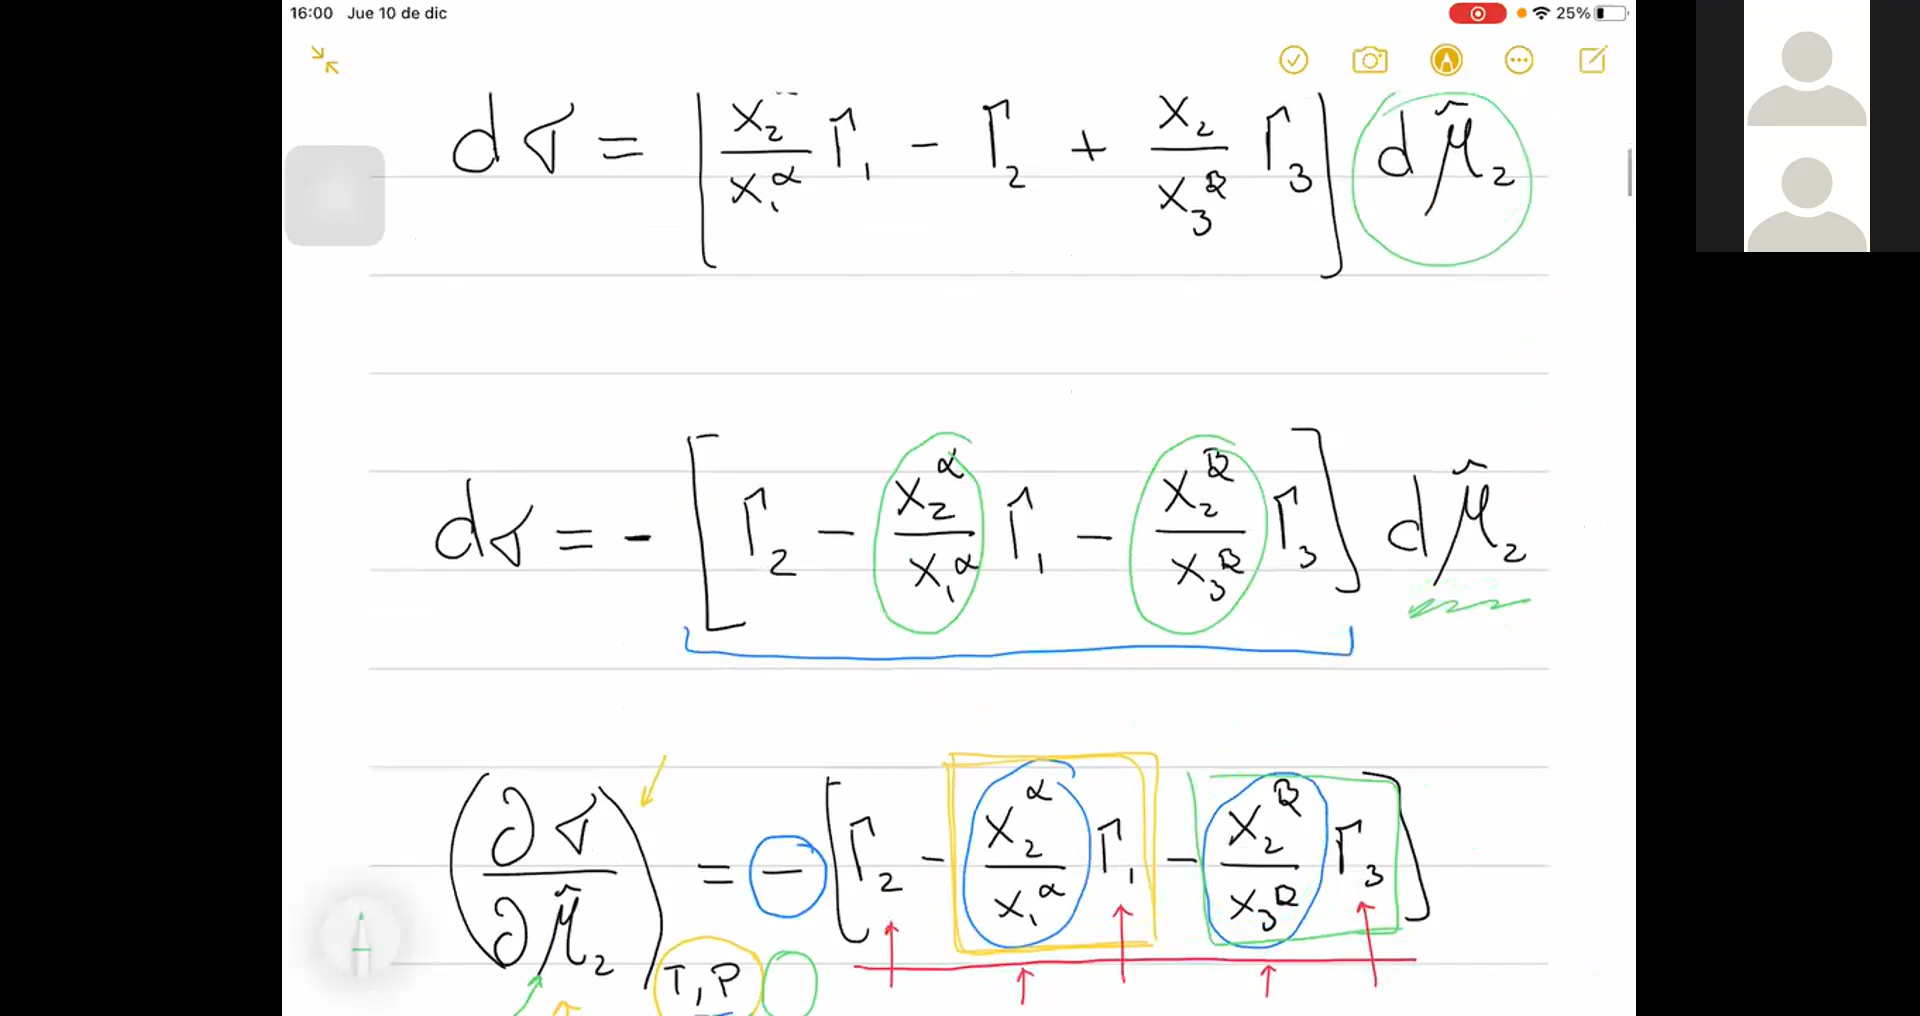 16:00 Jue 10 de dic 25%
dσ = [x₂/x₁^α Γ₁ - Γ₂ + x₂/x₃^β Γ₃] dμ̂₂
dσ = - [Γ₂ - x₂^α/x₁^α Γ₁ - x₂^β/x₃^β Γ₃] dμ̂₂
(∂σ/∂μ̂₂) T,P = - [Γ₂ - x₂^α/x₁^α Γ₁ - x₂^β/x₃^β Γ₃]